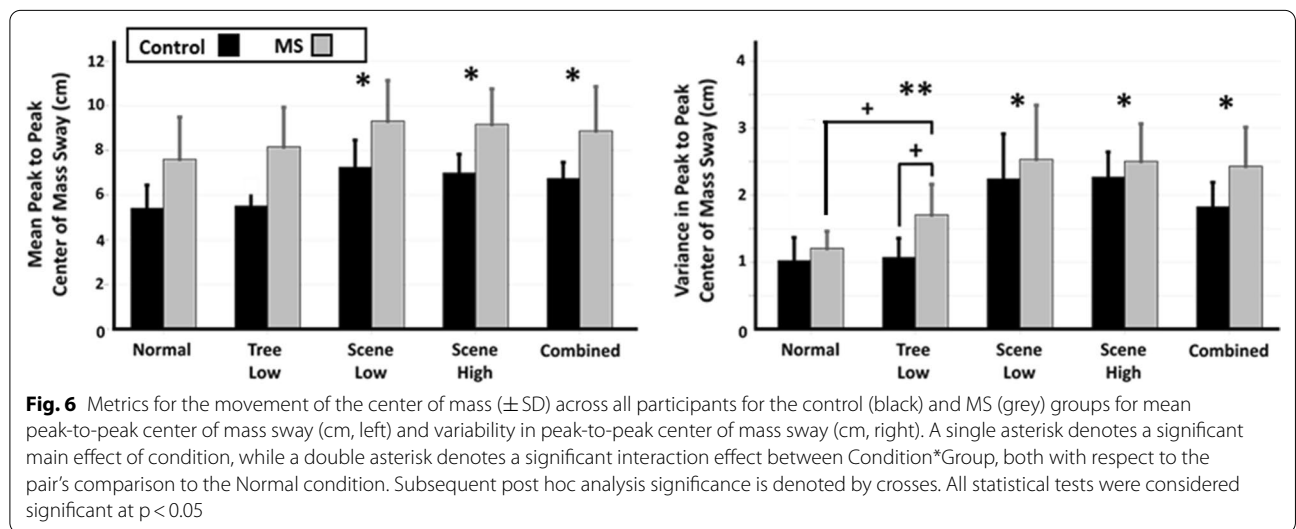 Control MS
Mean Peak to Peak
Center of Mass Sway (cm)
12
10
8
6
4
2
0
* * *
Normal Tree Low Scene Low Scene High Combined
Variance in Peak to Peak
Center of Mass Sway (cm)
4
3
2
1
0
+ ** * * *
+
Normal Tree Low Scene Low Scene High Combined
Fig. 6 Metrics for the movement of the center of mass (± SD) across all participants for the control (black) and MS (grey) groups for mean
peak-to-peak center of mass sway (cm, left) and variability in peak-to-peak center of mass sway (cm, right). A single asterisk denotes a significant
main effect of condition, while a double asterisk denotes a significant interaction effect between Condition*Group, both with respect to the
pair's comparison to the Normal condition. Subsequent post hoc analysis significance is denoted by crosses. All statistical tests were considered
significant at p < 0.05